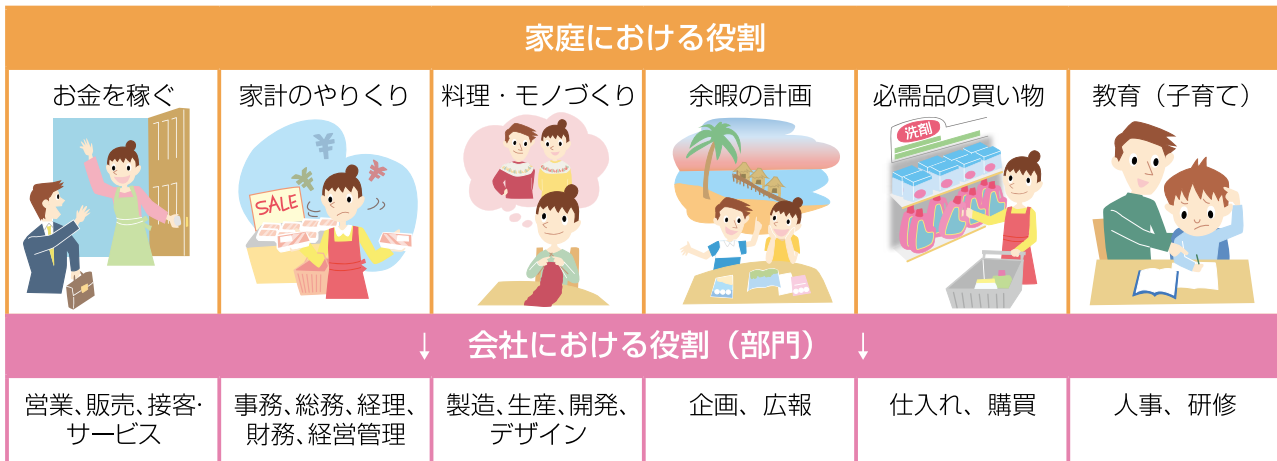 家庭における役割
お金を稼ぐ
家計のやりくり
料理・モノづくり
余暇の計画
必需品の買い物
教育（子育て）
¥
¥
¥
SALE
洗剤
↓ 会社における役割（部門） ↓
営業、販売、接客・
サービス
事務、総務、経理、
財務、経営管理
製造、生産、開発、
デザイン
企画、広報
仕入れ、購買
人事、研修